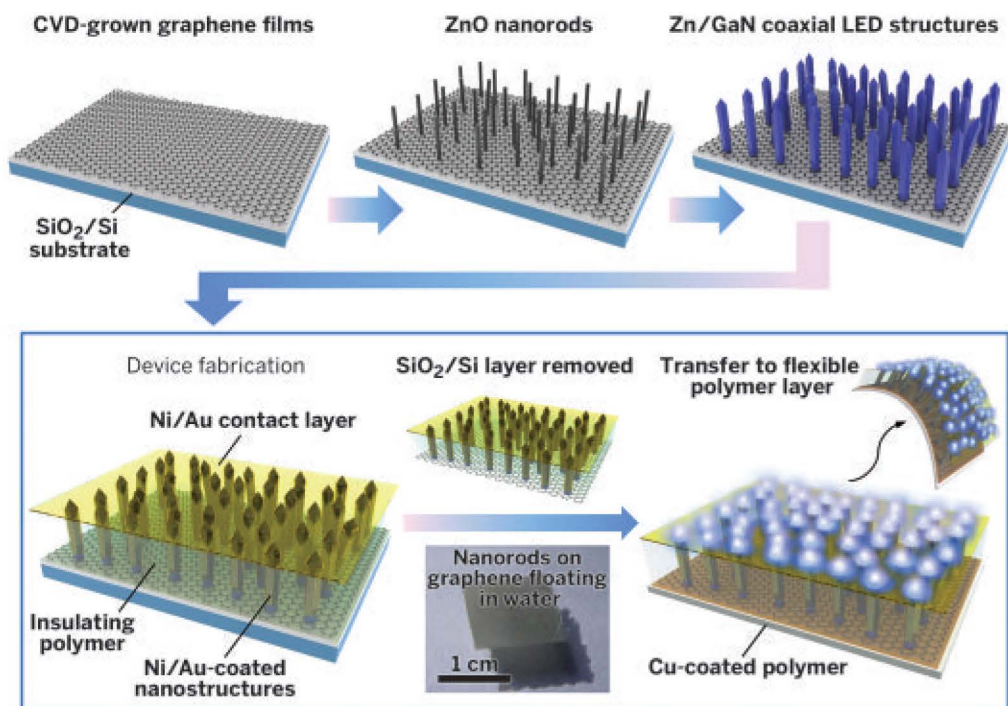 CVD-grown graphene films
ZnO nanorods
Zn/GaN coaxial LED structures
SiO₂/Si
substrate
Device fabrication
SiO₂/Si layer removed
Transfer to flexible
polymer layer
Ni/Au contact layer
Nanorods on
graphene floating
in water
Insulating
polymer
Ni/Au-coated
nanostructures
1 cm
Cu-coated polymer